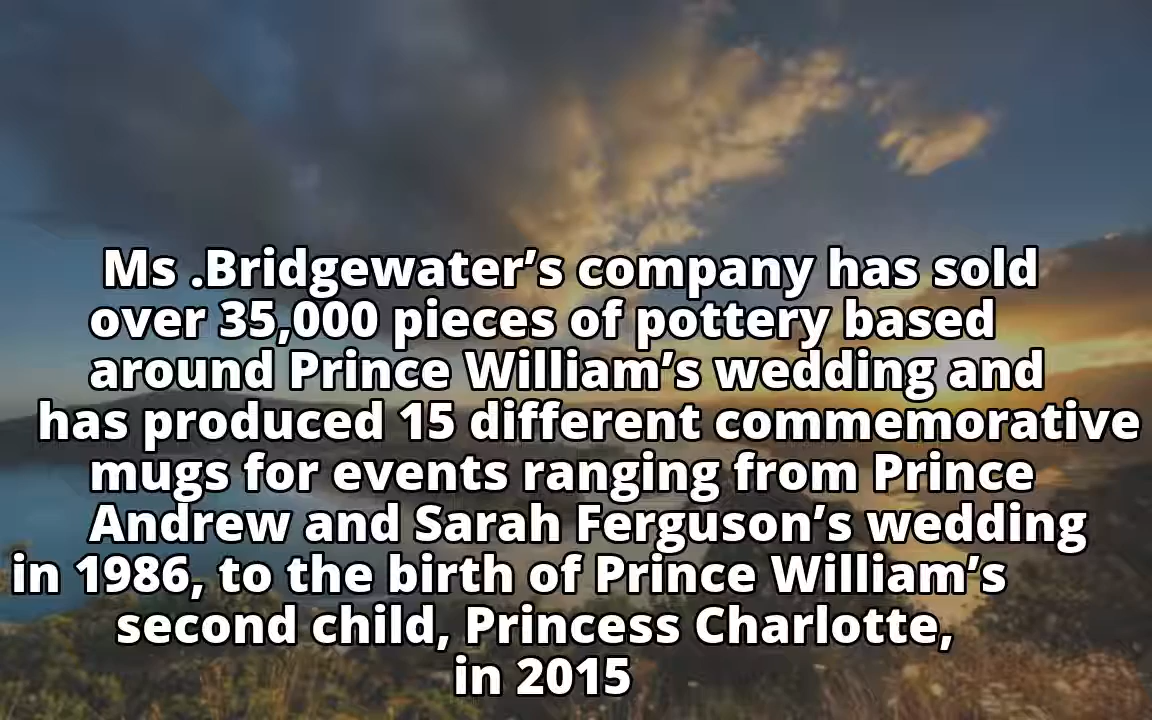 Ms .Bridgewater’s company has sold
over 35,000 pieces of pottery based
around Prince William’s wedding and
has produced 15 different commemorative
mugs for events ranging from Prince
Andrew and Sarah Ferguson’s wedding
in 1986, to the birth of Prince William’s
second child, Princess Charlotte,
in 2015